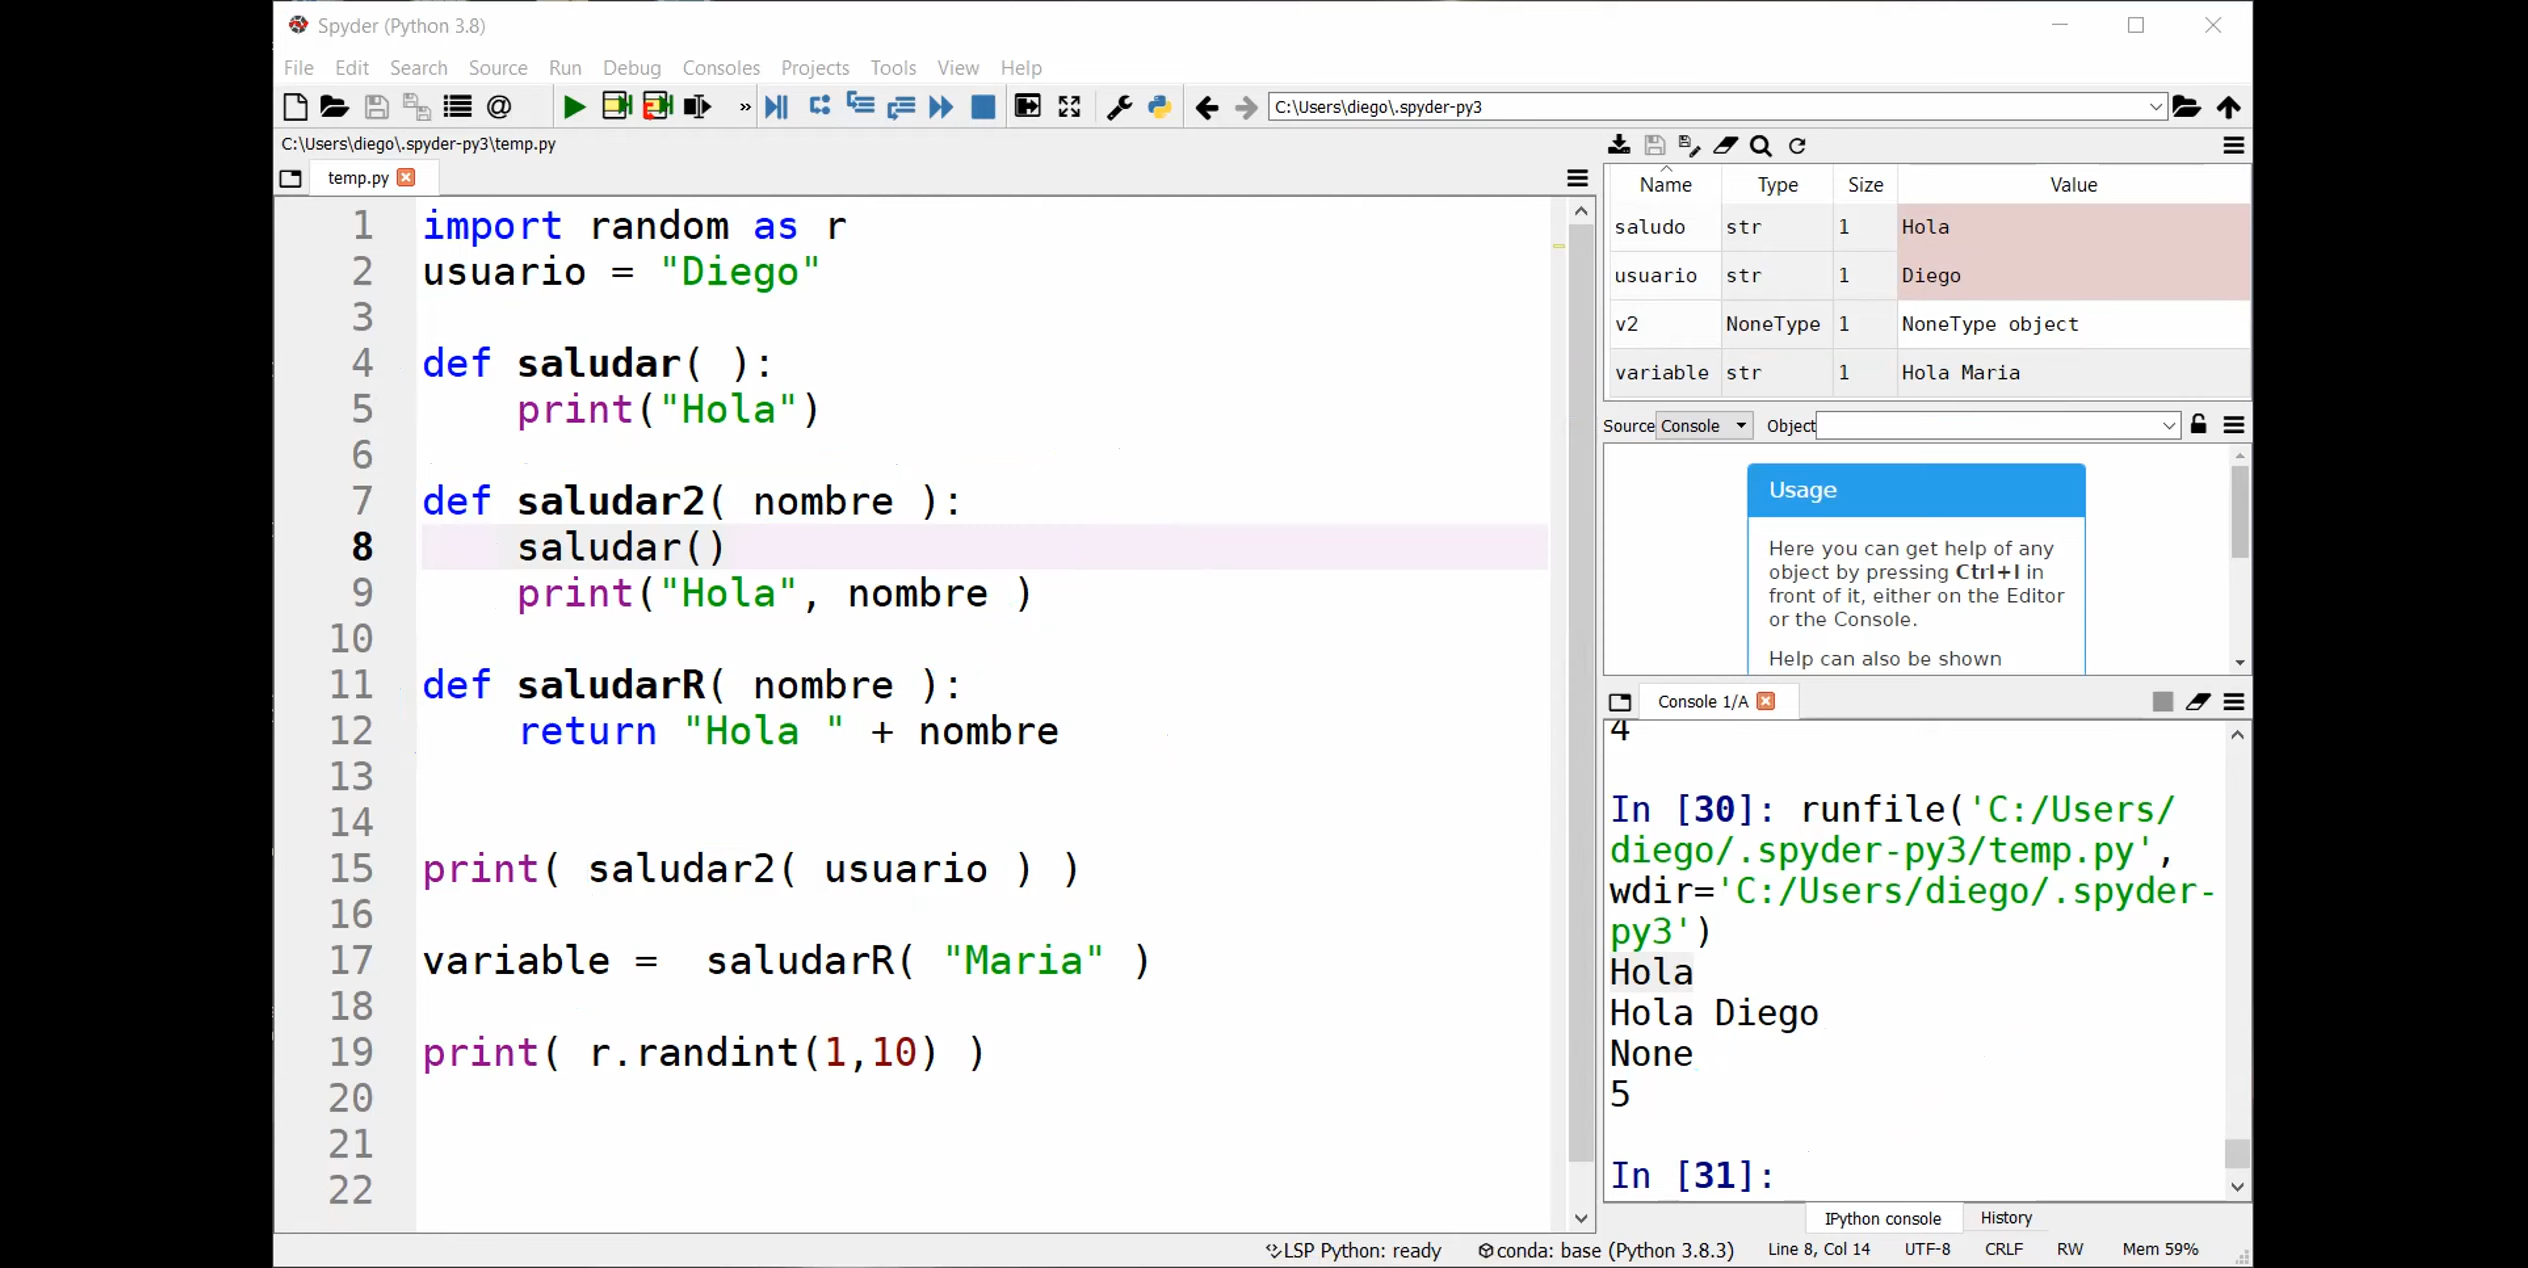 Spyder (Python 3.8)
File Edit Search Source Run Debug Consoles Projects Tools View Help
C:\Users\diego\.spyder-py3
C:\Users\diego\.spyder-py3\temp.py
temp.py
1 import random as r
2 usuario = "Diego"
3
4 def saludar( ):
5 print("Hola")
6
7 def saludar2( nombre ):
8 saludar()
9 print("Hola", nombre )
10
11 def saludarR( nombre ):
12 return "Hola " + nombre
13
14
15 print( saludar2( usuario ) )
16
17 variable =  saludarR( "Maria" )
18
19 print( r.randint(1,10) )
20
21
22
Name Type Size Value
saludo str 1 Hola
usuario str 1 Diego
v2 NoneType 1 NoneType object
variable str 1 Hola Maria
Source Console Object
Usage
Here you can get help of any
object by pressing Ctrl+I in
front of it, either on the Editor
or the Console.
Help can also be shown
Console 1/A
4
In [30]: runfile('C:/Users/
diego/.spyder-py3/temp.py',
wdir='C:/Users/diego/.spyder-
py3')
Hola
Hola Diego
None
5
In [31]:
IPython console History
LSP Python: ready conda: base (Python 3.8.3) Line 8, Col 14 UTF-8 CRLF RW Mem 59%